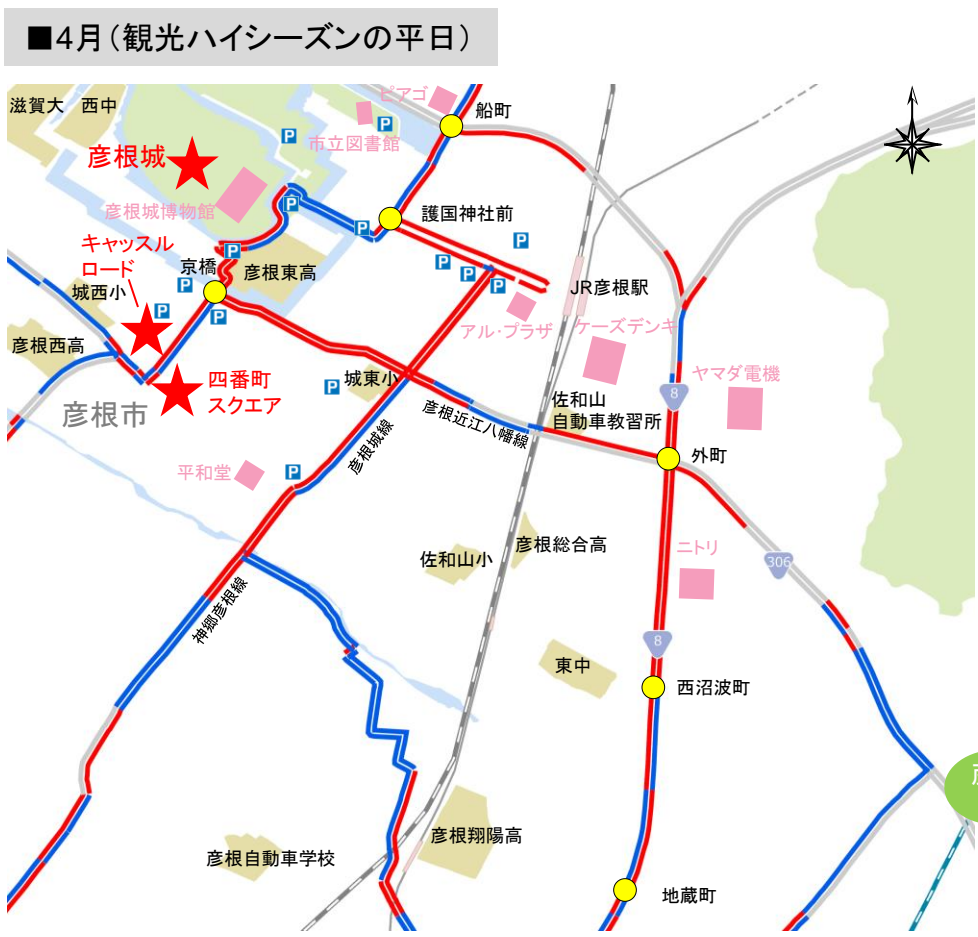 ■4月(観光ハイシーズンの平日)
滋賀大 西中
ピアゴ
船町
市立図書館
彦根城
彦根城博物館
護国神社前
キャッスル
ロード
京橋
彦根東高
城西小
JR彦根駅
アル・プラザ
ケーズデンキ
彦根西高
四番町
スクエア
彦根市
城東小
佐和山
自動車教習所
ヤマダ電機
8
彦根近江八幡線
彦根城線
外町
平和堂
佐和山小
彦根総合高
ニトリ
306
神郷彦根線
8
東中
西沼波町
彦根翔陽高
彦根自動車学校
地蔵町
P
P
P
P
P
P
P
P
P
P
P
P
P
P